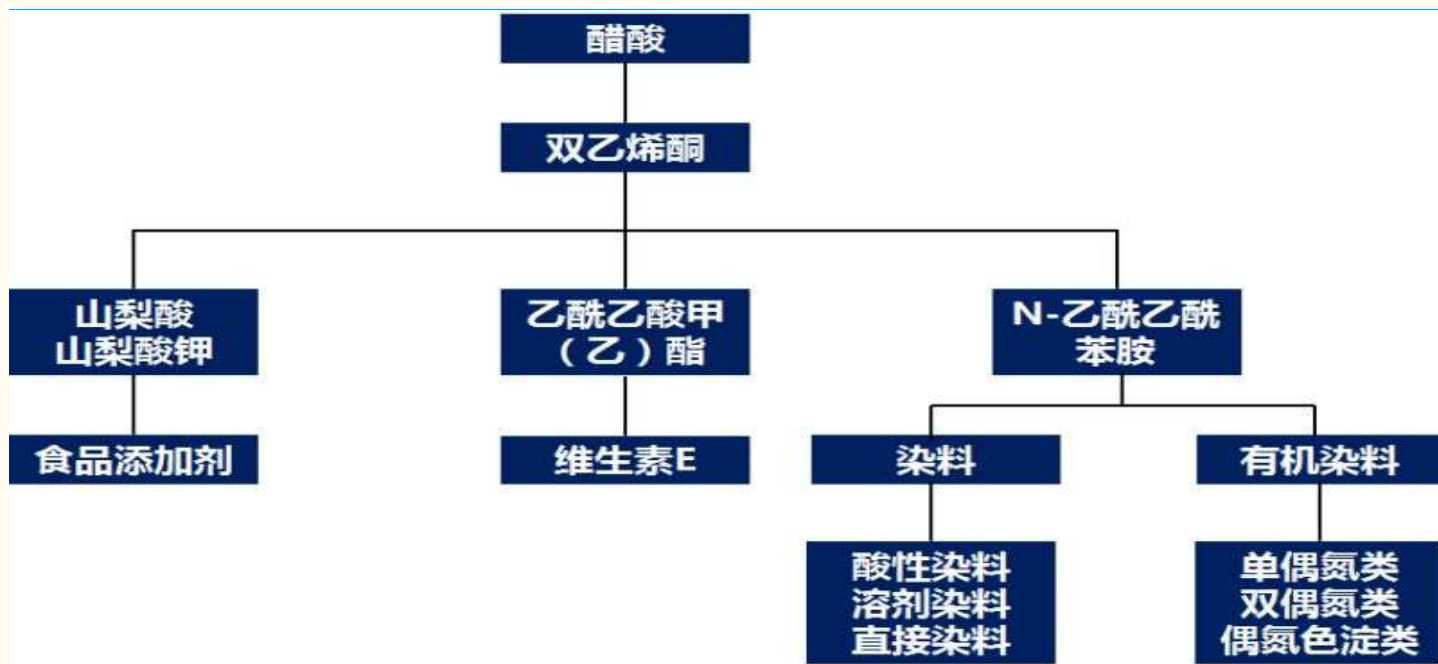 醋酸
双乙烯酮
山梨酸
山梨酸钾
乙酰乙酸甲
（乙）酯
N-乙酰乙酰
苯胺
食品添加剂
维生素E
染料
有机染料
酸性染料
溶剂染料
直接染料
单偶氮类
双偶氮类
偶氮色淀类